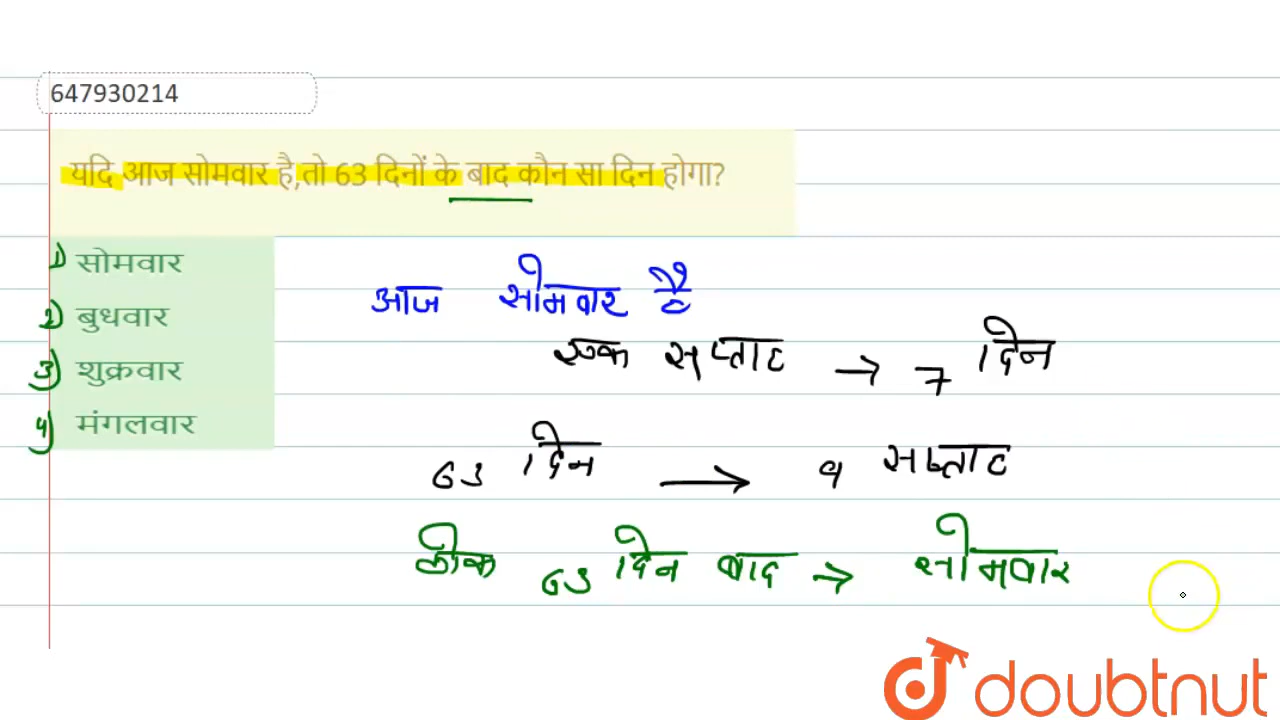 647930214
यदि आज सोमवार है,तो 63 दिनों के बाद कौन सा दिन होगा?
1) सोमवार
2) बुधवार
3) शुक्रवार
4) मंगलवार
आज सोमवार है
एक सप्ताह → 7 दिन
63 दिन → 9 सप्ताह
ठीक 63 दिन बाद → सोमवार
doubtnut